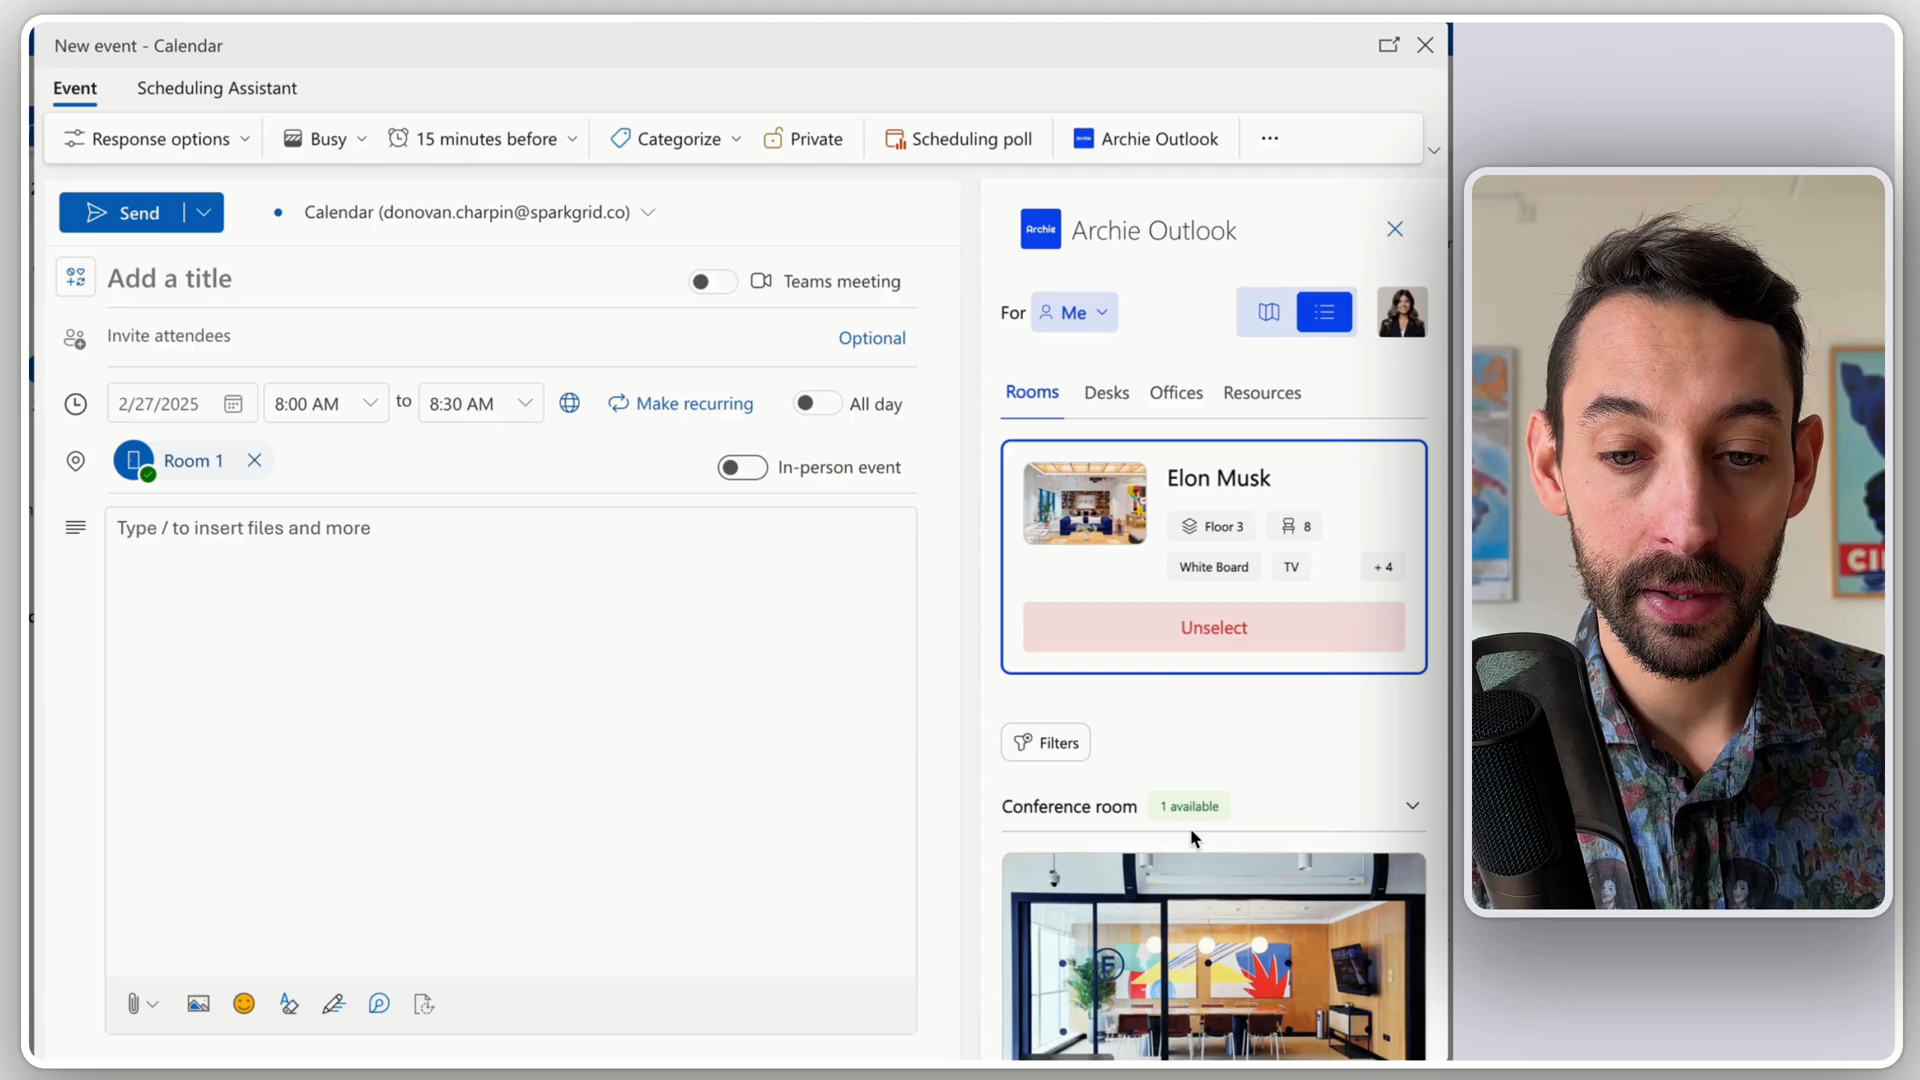 New event - Calendar
Event
Scheduling Assistant
Response options
Busy
15 minutes before
Categorize
Private
Scheduling poll
Archie Outlook
Send
Calendar (donovan.charpin@sparkgrid.co)
Add a title
Teams meeting
Invite attendees
Optional
2/27/2025
8:00 AM
to
8:30 AM
Make recurring
All day
Room 1
In-person event
Type / to insert files and more
Archie
Archie Outlook
For
Me
Rooms
Desks
Offices
Resources
Elon Musk
Floor 3
8
White Board
TV
+ 4
Unselect
Filters
Conference room
1 available